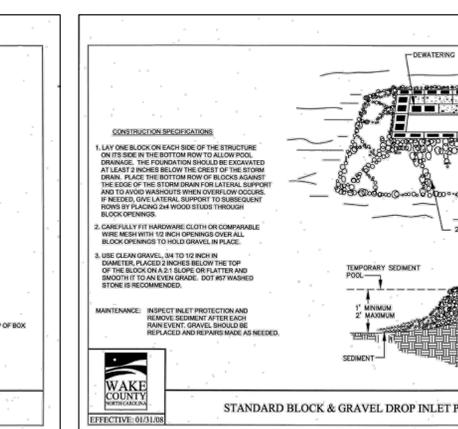 P OF BOX
CONSTRUCTION SPECIFICATIONS
1. LAY ONE BLOCK ON EACH SIDE OF THE STRUCTURE
ON ITS SIDE IN THE BOTTOM ROW TO ALLOW POOL
DRAINAGE. THE FOUNDATION SHOULD BE EXCAVATED
AT LEAST 2 INCHES BELOW THE CREST OF THE STORM
DRAIN. PLACE THE BOTTOM ROW OF BLOCKS AGAINST
THE EDGE OF THE STORM DRAIN FOR LATERAL SUPPORT
AND TO AVOID WASHOUTS WHEN OVERFLOW OCCURS.
IF NEEDED, GIVE LATERAL SUPPORT TO SUBSEQUENT
ROWS BY PLACING 2x4 WOOD STUDS THROUGH
BLOCK OPENINGS.
2. CAREFULLY FIT HARDWARE CLOTH OR COMPARABLE
WIRE MESH WITH 1/2 INCH OPENINGS OVER ALL
BLOCK OPENINGS TO HOLD GRAVEL IN PLACE.
3. USE CLEAN GRAVEL, 3/4 TO 1/2 INCH IN
DIAMETER, PLACED 2 INCHES BELOW THE TOP
OF THE BLOCK ON A 2:1 SLOPE OR FLATTER AND
SMOOTH IT TO AN EVEN GRADE. DOT #57 WASHED
STONE IS RECOMMENDED.
MAINTENANCE: INSPECT INLET PROTECTION AND
REMOVE SEDIMENT AFTER EACH
RAIN EVENT. GRAVEL SHOULD BE
REPLACED AND REPAIRS MADE AS NEEDED.
DEWATERING
2
TEMPORARY SEDIMENT
POOL
1' MINIMUM
2' MAXIMUM
SEDIMENT
WAKE
COUNTY
NORTH CAROLINA
EFFECTIVE: 01/31/08
STANDARD BLOCK & GRAVEL DROP INLET P